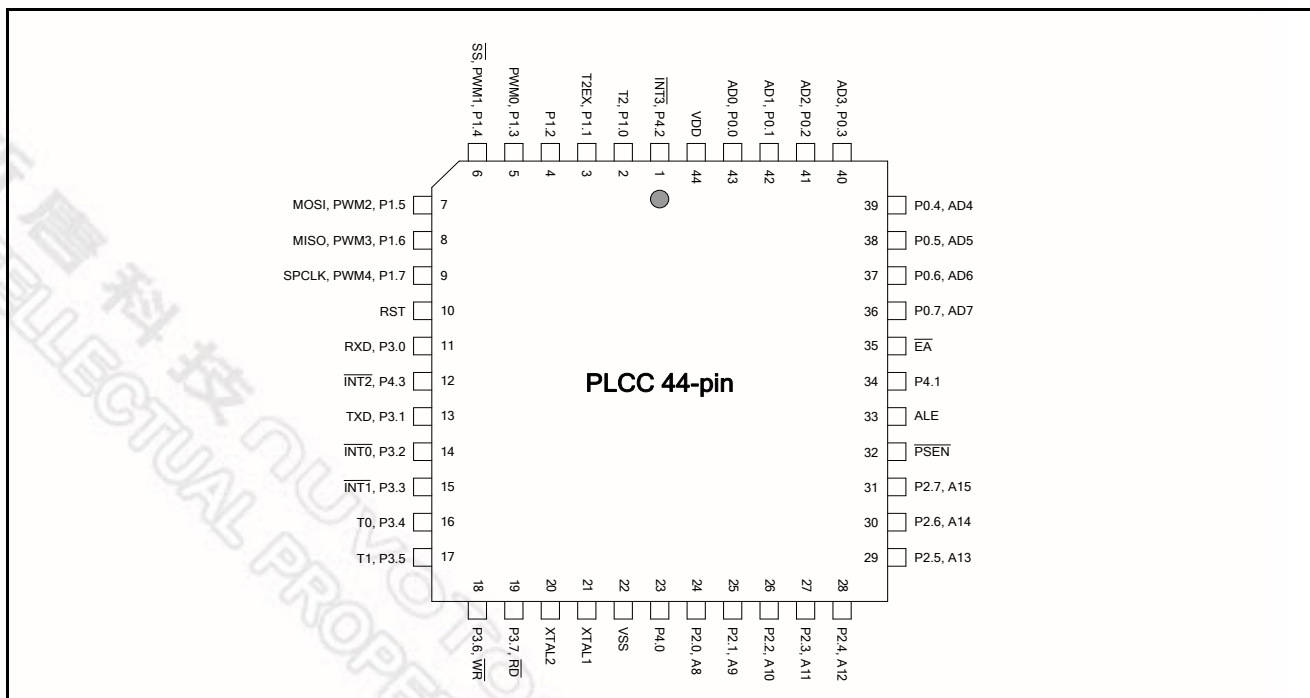 SS, PWM1, P1.4
PWM0, P1.3
P1.2
T2EX, P1.1
T2, P1.0
INT3, P4.2
VDD
AD0, P0.0
AD1, P0.1
AD2, P0.2
AD3, P0.3
6
5
4
3
2
1
44
43
42
41
40
MOSI, PWM2, P1.5 7
MISO, PWM3, P1.6 8
SPCLK, PWM4, P1.7 9
RST 10
RXD, P3.0 11
INT2, P4.3 12
TXD, P3.1 13
INT0, P3.2 14
INT1, P3.3 15
T0, P3.4 16
T1, P3.5 17
PLCC 44-pin
39 P0.4, AD4
38 P0.5, AD5
37 P0.6, AD6
36 P0.7, AD7
35 EA
34 P4.1
33 ALE
32 PSEN
31 P2.7, A15
30 P2.6, A14
29 P2.5, A13
18
19
20
21
22
23
24
25
26
27
28
P3.6, WR
P3.7, RD
XTAL2
XTAL1
VSS
P4.0
P2.0, A8
P2.1, A9
P2.2, A10
P2.3, A11
P2.4, A12
科技 nuvoTo
ELLECTUAL PROPE